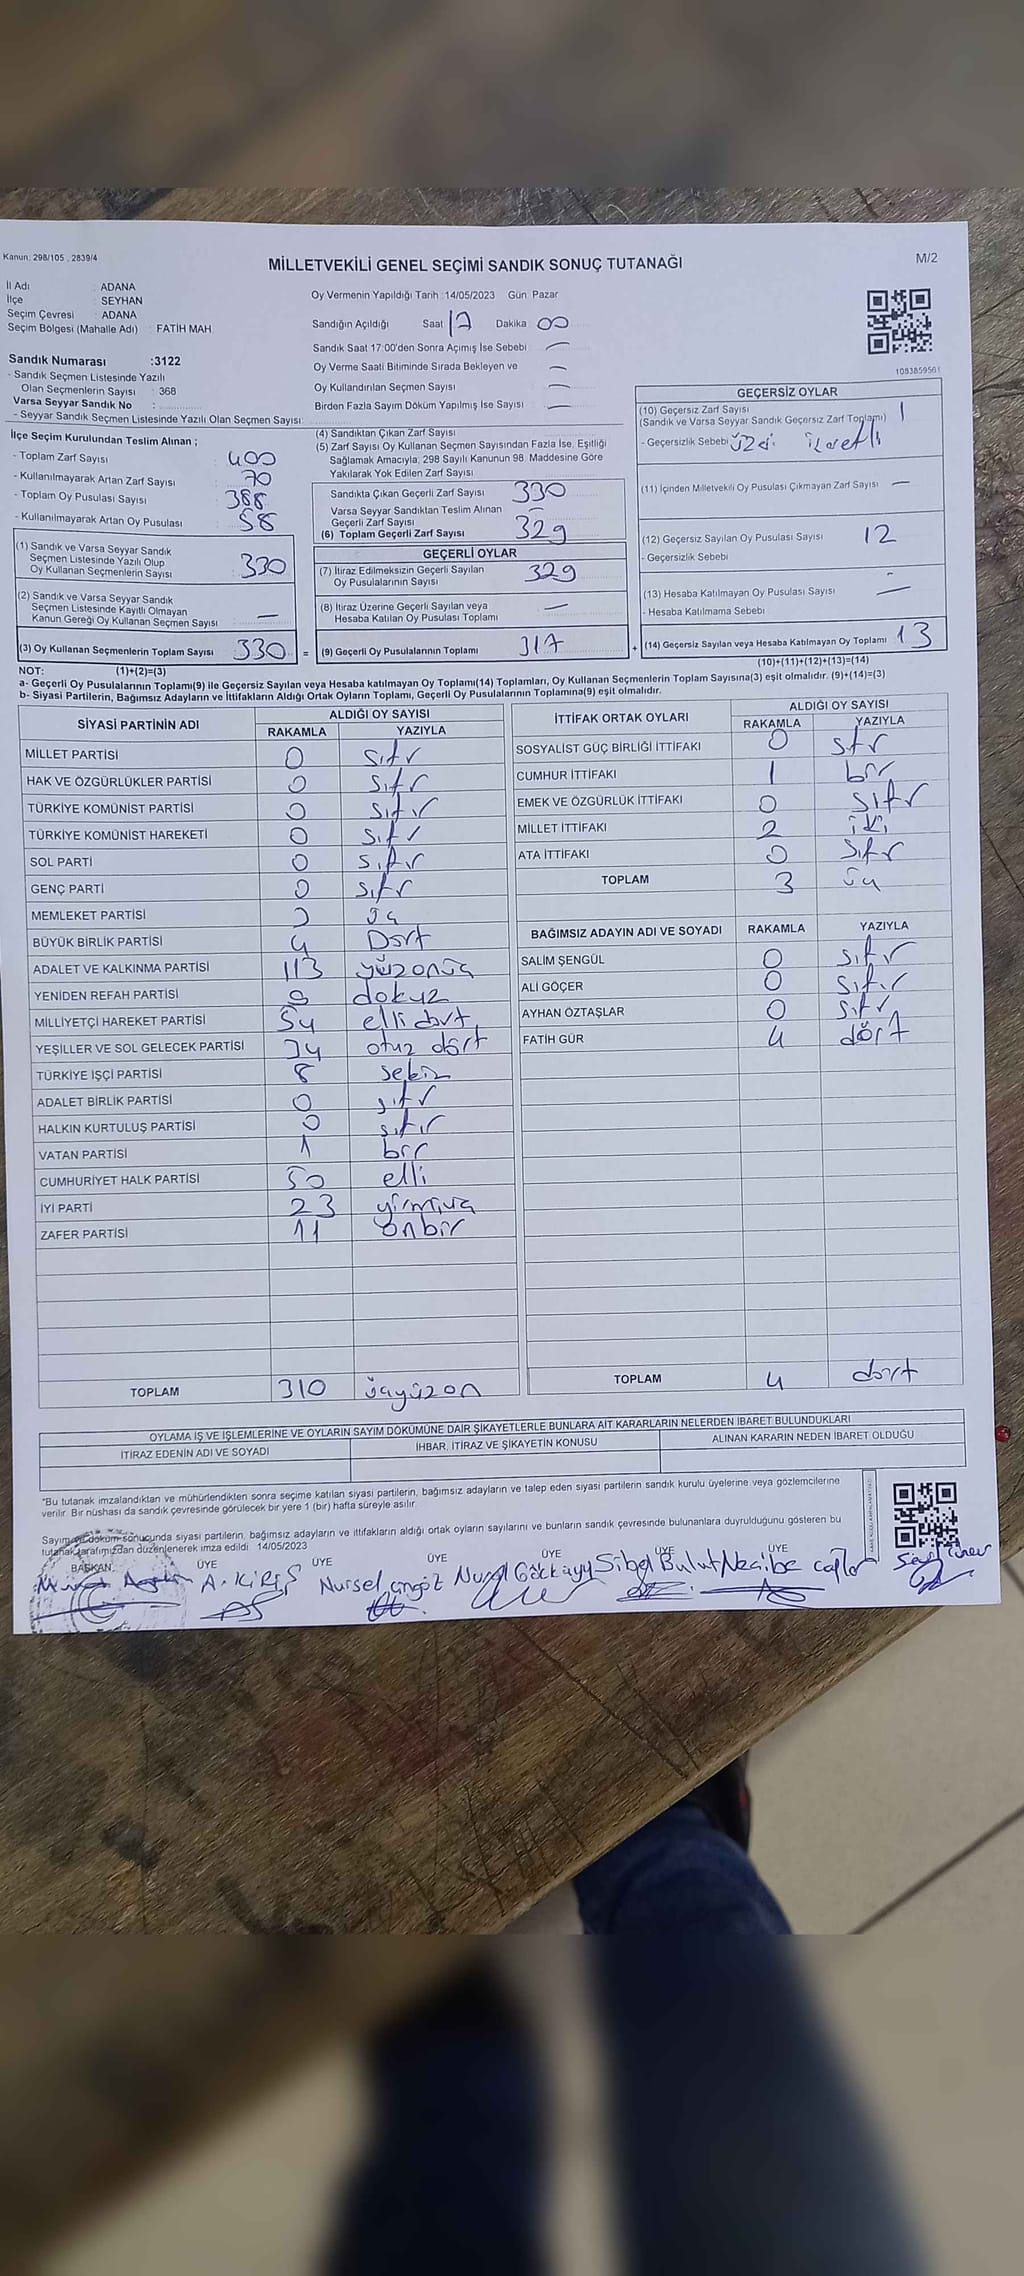 Kanun: 298/105 , 2839/4
MİLLETVEKİLİ GENEL SEÇİMİ SANDIK SONUÇ TUTANAĞI
M/2
İl Adı : ADANA
İlçe : SEYHAN
Seçim Çevresi : ADANA
Seçim Bölgesi (Mahalle Adı) : FATİH MAH
Sandık Numarası :3122
- Sandık Seçmen Listesinde Yazılı
Olan Seçmenlerin Sayısı : 368
Varsa Seyyar Sandık No :
- Seyyar Sandık Seçmen Listesinde Yazılı Olan Seçmen Sayısı:
Oy Vermenin Yapıldığı Tarih :14/05/2023 Gün: Pazar
Sandığın Açıldığı Saat 17 Dakika 00
Sandık Saat 17:00'den Sonra Açımış İse Sebebi —
Oy Verme Saati Bitiminde Sırada Bekleyen ve —
Oy Kullandırılan Seçmen Sayısı —
Birden Fazla Sayım Döküm Yapılmış İse Sayısı —
1083859561
İlçe Seçim Kurulundan Teslim Alınan ;
- Toplam Zarf Sayısı : 400
- Kullanılmayarak Artan Zarf Sayısı : 70
- Toplam Oy Pusulası Sayısı : 388
- Kullanılmayarak Artan Oy Pusulası : 58
(1) Sandık ve Varsa Seyyar Sandık
Seçmen Listesinde Yazılı Olup
Oy Kullanan Seçmenlerin Sayısı : 330
(2) Sandık ve Varsa Seyyar Sandık
Seçmen Listesinde Kayıtlı Olmayan
Kanun Gereği Oy Kullanan Seçmen Sayısı : —
(3) Oy Kullanan Seçmenlerin Toplam Sayısı : 330 =
(4) Sandıktan Çıkan Zarf Sayısı
(5) Zarf Sayısı Oy Kullanan Seçmen Sayısından Fazla İse, Eşitliği
Sağlamak Amacıyla, 298 Sayılı Kanunun 98. Maddesine Göre
Yakılarak Yok Edilen Zarf Sayısı
Sandıkta Çıkan Geçerli Zarf Sayısı 330
Varsa Seyyar Sandıktan Teslim Alınan
Geçerli Zarf Sayısı —
(6) Toplam Geçerli Zarf Sayısı 329
GEÇERLİ OYLAR
(7) İtiraz Edilmeksizin Geçerli Sayılan
Oy Pusulalarının Sayısı 329
(8) İtiraz Üzerine Geçerli Sayılan veya
Hesaba Katılan Oy Pusulası Toplamı —
(9) Geçerli Oy Pusulalarının Toplamı 317 +
GEÇERSİZ OYLAR
(10) Geçersiz Zarf Sayısı 1
(Sandık ve Varsa Seyyar Sandık Geçersiz Zarf Toplamı)
- Geçersizlik Sebebi
(11) İçinden Milletvekili Oy Pusulası Çıkmayan Zarf Sayısı —
(12) Geçersiz Sayılan Oy Pusulası Sayısı 12
- Geçersizlik Sebebi
(13) Hesaba Katılmayan Oy Pusulası Sayısı —
- Hesaba Katılmama Sebebi —
(14) Geçersiz Sayılan veya Hesaba Katılmayan Oy Toplamı 13
NOT: (1)+(2)=(3)
(10)+(11)+(12)+(13)=(14)
a- Geçerli Oy Pusulalarının Toplamı(9) ile Geçersiz Sayılan veya Hesaba katılmayan Oy Toplamı(14) Toplamları, Oy Kullanan Seçmenlerin Toplam Sayısına(3) eşit olmalıdır. (9)+(14)=(3)
b- Siyasi Partilerin, Bağımsız Adayların ve İttifakların Aldığı Ortak Oyların Toplamı, Geçerli Oy Pusulalarının Toplamına(9) eşit olmalıdır.
SİYASİ PARTİNİN ADI ALDIĞI OY SAYISI
RAKAMLA YAZIYLA
MİLLET PARTİSİ 0 sıfır
HAK VE ÖZGÜRLÜKLER PARTİSİ 0 sıfır
TÜRKİYE KOMÜNİST PARTİSİ 0 sıfır
TÜRKİYE KOMÜNİST HAREKETİ 0 sıfır
SOL PARTİ 0 sıfır
GENÇ PARTİ 0 sıfır
MEMLEKET PARTİSİ 3 üç
BÜYÜK BİRLİK PARTİSİ 4 Dört
ADALET VE KALKINMA PARTİSİ 113 yüzonüç
YENİDEN REFAH PARTİSİ 9 dokuz
MİLLİYETÇİ HAREKET PARTİSİ 54 elli dört
YEŞİLLER VE SOL GELECEK PARTİSİ 34 otuz dört
TÜRKİYE İŞÇİ PARTİSİ 8 sekiz
ADALET BİRLİK PARTİSİ 0 sıfır
HALKIN KURTULUŞ PARTİSİ 0 sıfır
VATAN PARTİSİ 1 bir
CUMHURİYET HALK PARTİSİ 50 elli
İYİ PARTİ 23 yirmiüç
ZAFER PARTİSİ 11 onbir
TOPLAM 310 üçyüzon
İTTİFAK ORTAK OYLARI ALDIĞI OY SAYISI
RAKAMLA YAZIYLA
SOSYALİST GÜÇ BİRLİĞİ İTTİFAKI 0 sıfır
CUMHUR İTTİFAKI 1 bir
EMEK VE ÖZGÜRLÜK İTTİFAKI 0 sıfır
MİLLET İTTİFAKI 2 iki
ATA İTTİFAKI 0 sıfır
TOPLAM 3 üç
BAĞIMSIZ ADAYIN ADI VE SOYADI RAKAMLA YAZIYLA
SALİM ŞENGÜL 0 sıfır
ALİ GÖÇER 0 sıfır
AYHAN ÖZTAŞLAR 0 sıfır
FATİH GÜR 4 dört
TOPLAM 4 dört
OYLAMA İŞ VE İŞLEMLERİNE VE OYLARIN SAYIM DÖKÜMÜNE DAİR ŞİKAYETLERLE BUNLARA AİT KARARLARIN NELERDEN İBARET BULUNDUKLARI
İTİRAZ EDENİN ADI VE SOYADI İHBAR, İTİRAZ VE ŞİKAYETİN KONUSU ALINAN KARARIN NEDEN İBARET OLDUĞU
"Bu tutanak imzalandıktan ve mühürlendikten sonra seçime katılan siyasi partilerin, bağımsız adayların ve talep eden siyasi partilerin sandık kurulu üyelerine veya gözlemcilerine
verilir. Bir nüshası da sandık çevresinde görülecek bir yere 1 (bir) hafta süreyle asılır.
Sayım ve döküm sonucunda siyasi partilerin, bağımsız adayların ve ittifakların aldığı ortak oyların sayılarını ve bunların sandık çevresinde bulunanlara duyrulduğunu gösteren bu
tutanak tarafımızdan düzenlenerek imza edildi. 14/05/2023
BAŞKAN ÜYE ÜYE ÜYE ÜYE ÜYE
A. KİRİŞ Nursel Nural Gökkaya Sibel Bulut Necibe